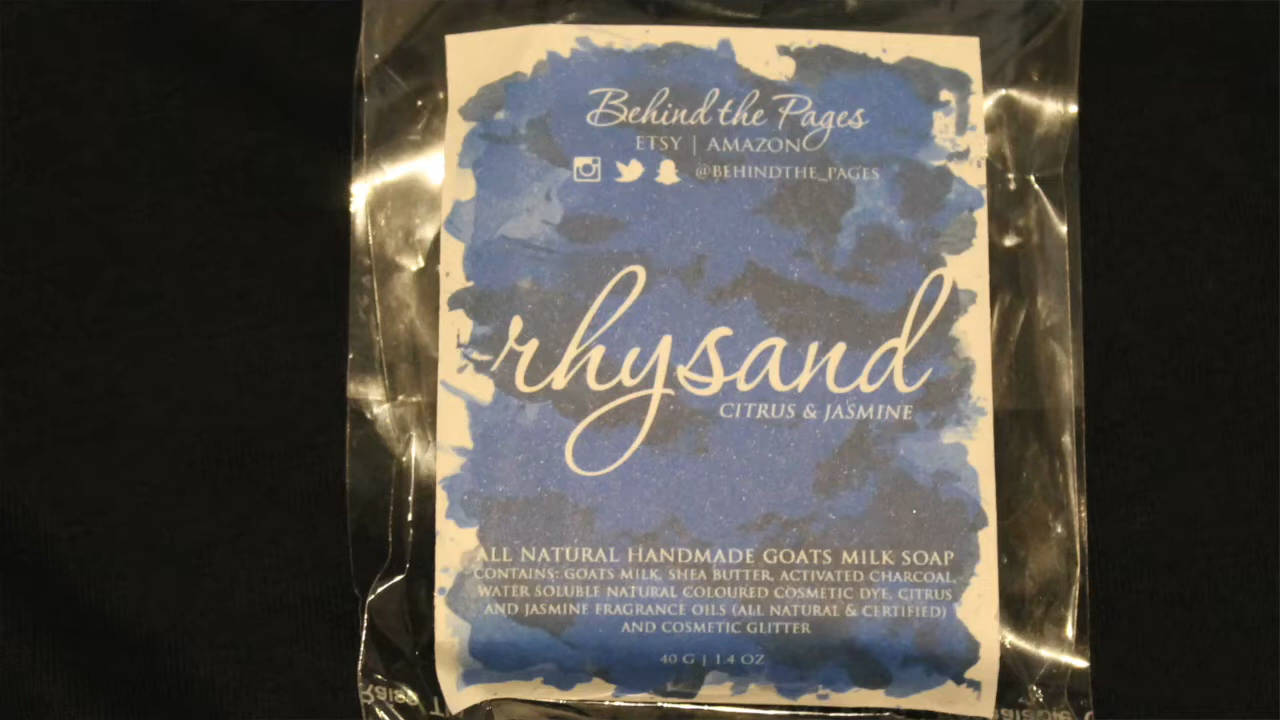 Behind the Pages
ETSY | AMAZON
@BEHINDTHE_PAGES
rhysand
CITRUS & JASMINE
ALL NATURAL HANDMADE GOATS MILK SOAP
CONTAINS: GOATS MILK, SHEA BUTTER, ACTIVATED CHARCOAL,
WATER SOLUBLE NATURAL COLOURED COSMETIC DYE, CITRUS
AND JASMINE FRAGRANCE OILS (ALL NATURAL & CERTIFIED)
AND COSMETIC GLITTER
40 G | 1.4 OZ
Raise